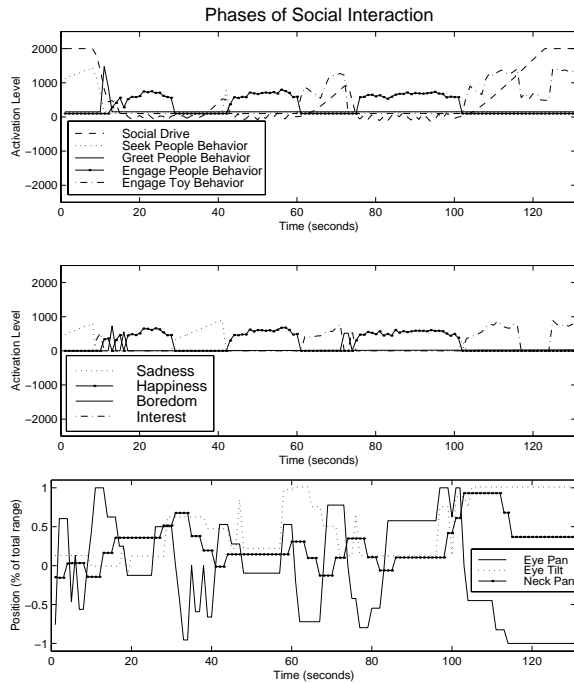 Phases of Social Interaction
2000
1000
0
−1000
−2000
Activation Level
Social Drive
Seek People Behavior
Greet People Behavior
Engage People Behavior
Engage Toy Behavior
0 20 40 60 80 100 120
Time (seconds)
2000
1000
0
−1000
−2000
Activation Level
Sadness
Happiness
Boredom
Interest
0 20 40 60 80 100 120
Time (seconds)
1
0.5
0
−0.5
−1
Position (% of total range)
Eye Pan
Eye Tilt
Neck Pan
0 20 40 60 80 100 120
Time (seconds)